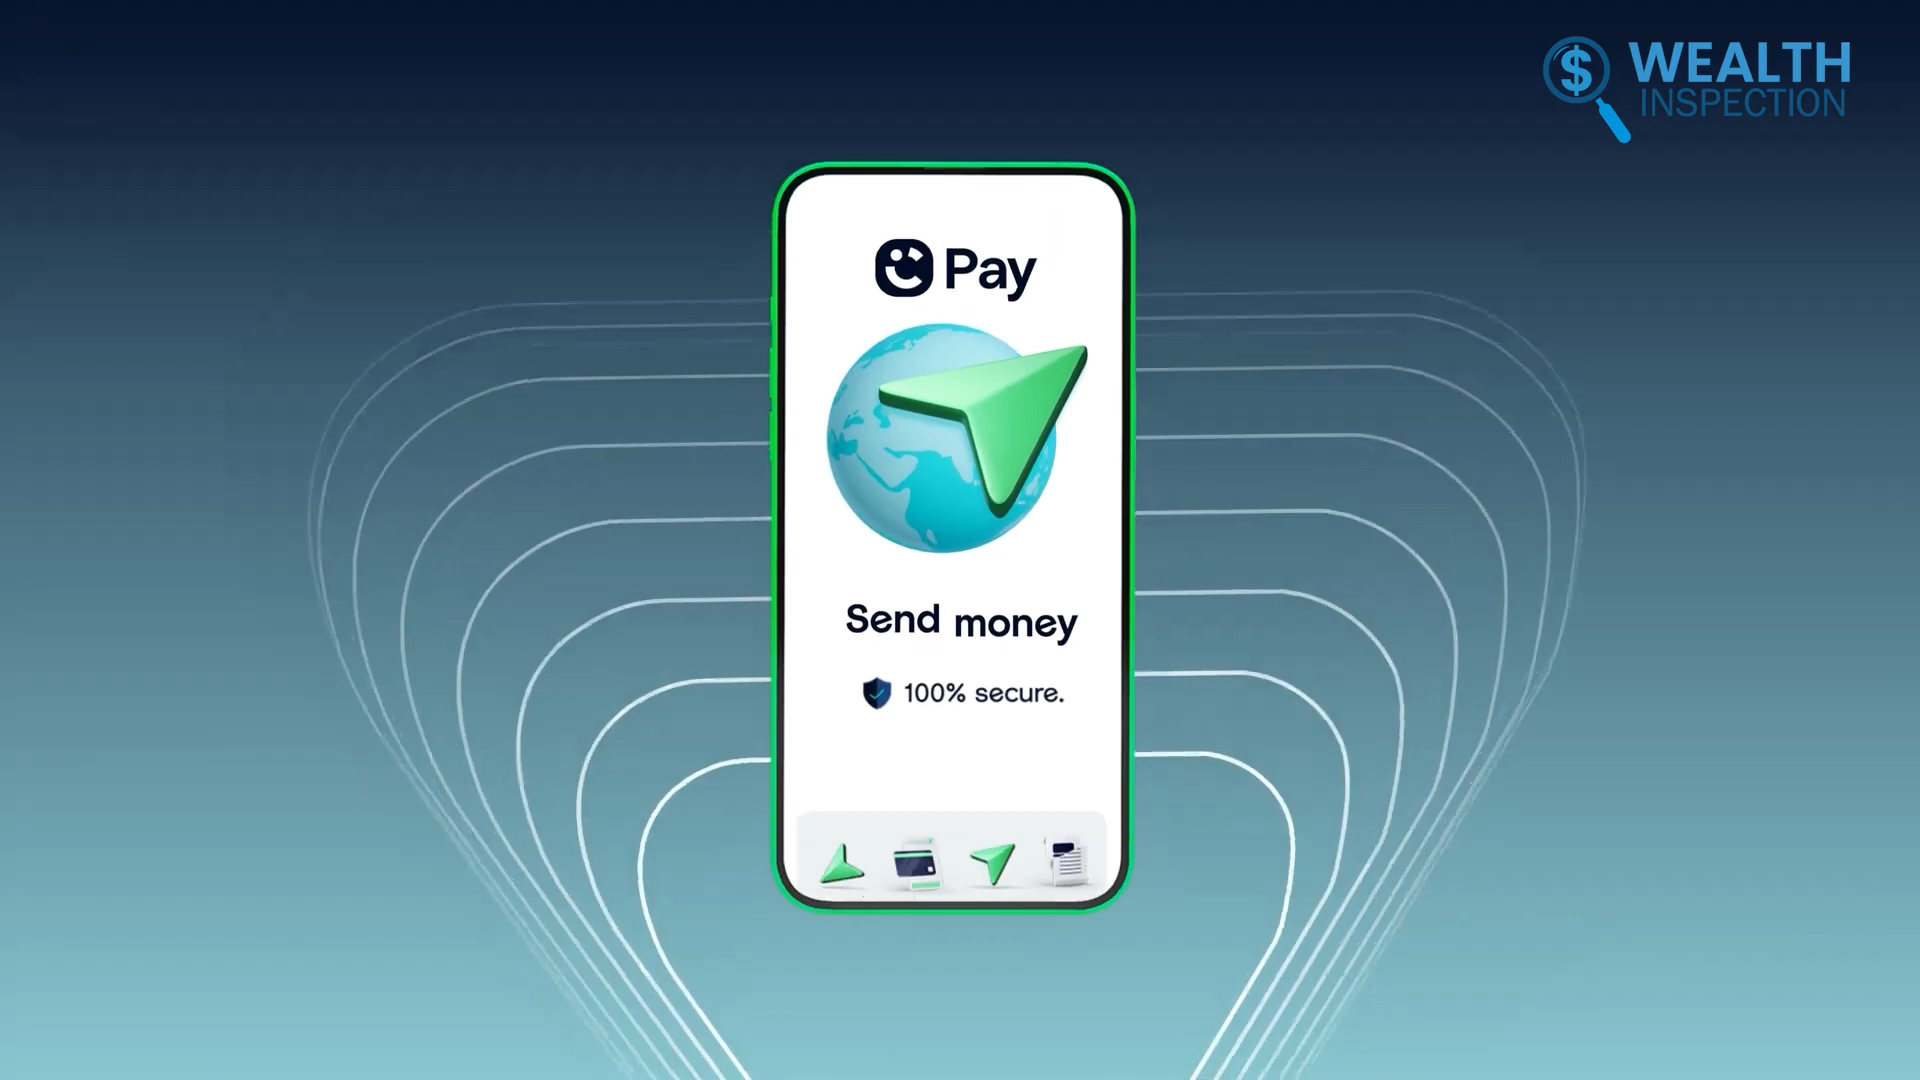 WEALTH
INSPECTION
Pay
Send money
100% secure.